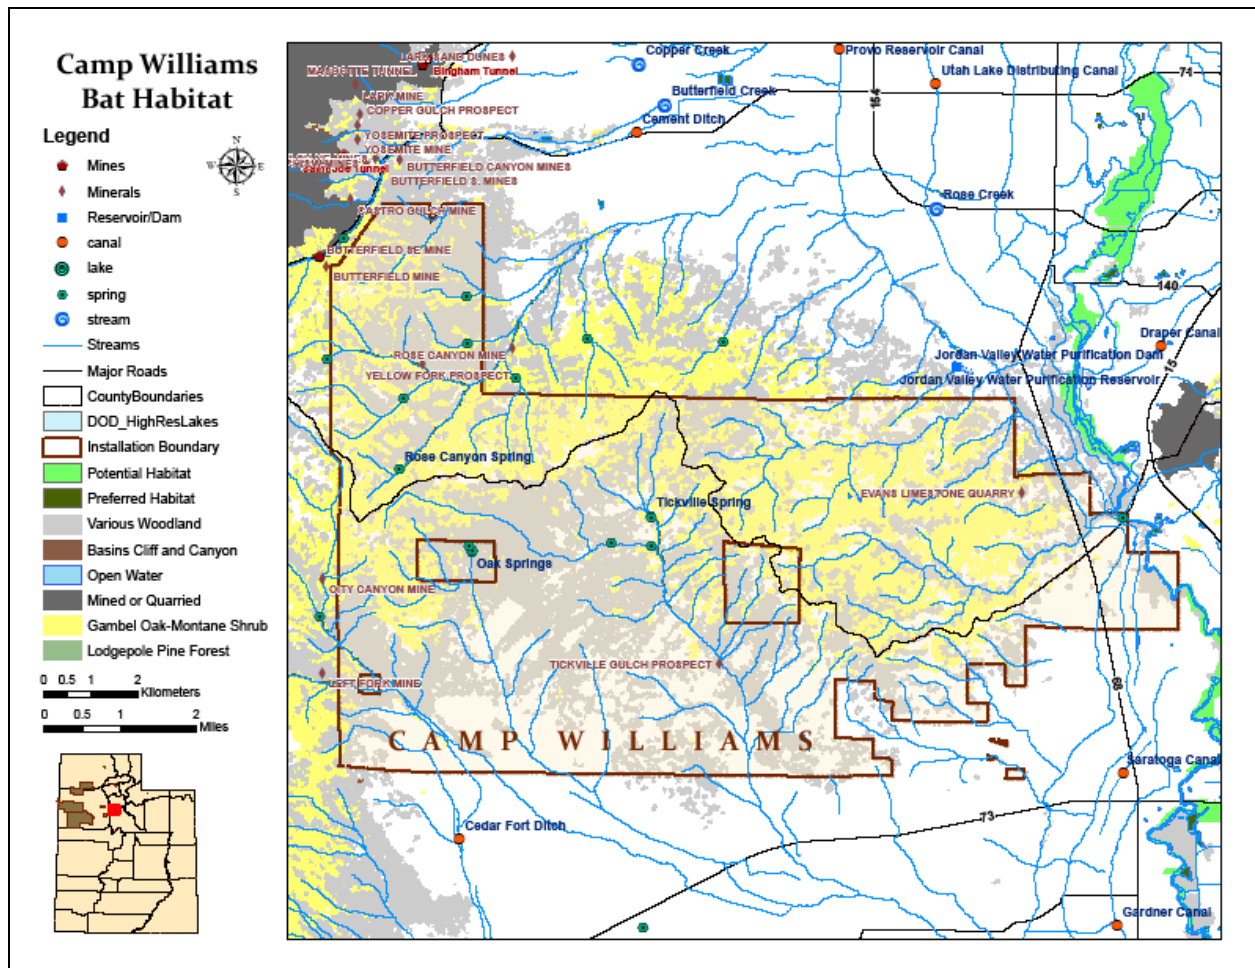 Camp Williams
Bat Habitat
Legend
N
W
E
S
Mines
Minerals
Reservoir/Dam
canal
lake
spring
stream
Streams
Major Roads
CountyBoundaries
DOD_HighResLakes
Installation Boundary
Potential Habitat
Preferred Habitat
Various Woodland
Basins Cliff and Canyon
Open Water
Mined or Quarried
Gambel Oak-Montane Shrub
Lodgepole Pine Forest
0 0.5 1 2
Kilometers
0 0.5 1 2
Miles
LARK SAND DUNES
MASCOTTE TUNNEL
Bingham Tunnel
LARK MINE
COPPER GULCH PROSPECT
YOSEMITE PROSPECT
YOSEMITE MINE
BUTTERFIELD CANYON MINES
BUTTERFIELD S. MINES
CASTRO GULCH MINE
BUTTERFIELD SE MINE
BUTTERFIELD MINE
Copper Creek
Butterfield Creek
Cement Ditch
Provo Reservoir Canal
Utah Lake Distributing Canal
71
154
Rose Creek
140
Draper Canal
15
Jordan Valley Water Purification Dam
Jordan Valley Water Purification Reservoir
ROSE CANYON MINE
YELLOW FORK PROSPECT
Rose Canyon Spring
Tickville Spring
EVANS LIMESTONE QUARRY
Oak Springs
CITY CANYON MINE
TICKVILLE GULCH PROSPECT
LEFT FORK MINE
68
CAMP WILLIAMS
Saratoga Canal
Cedar Fort Ditch
73
Gardner Canal